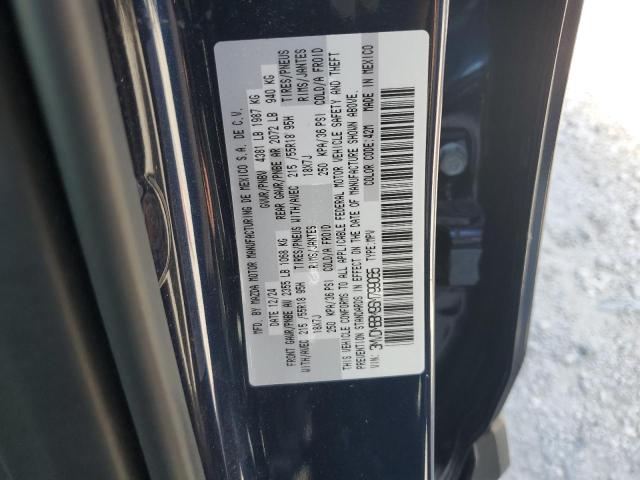 MFD. BY MAZDA MOTOR MANUFACTURING DE MEXICO S.A. DE C.V.
DATE 12/24 GVWR/PNBV 4381 LB 1987 KG
FRONT GAWR/PNBE AV 2355 LB 1068 KG REAR GAWR/PNBE AR 2072 LB 940 KG
TIRES/PNEUS TIRES/PNEUS
WITH/AVEC 215 /55R18 95H WITH/AVEC 215 /55R18 95H
RIMS/JANTES RIMS/JANTES
18X7J 18X7J
250 KPA/36 PSI COLD/A FROID 250 KPA/36 PSI COLD/A FROID
THIS VEHICLE CONFORMS TO ALL APPLICABLE FEDERAL MOTOR VEHICLE SAFETY AND THEFT
PREVENTION STANDARDS IN EFFECT ON THE DATE OF MANUFACTURE SHOWN ABOVE.
COLOR CODE:42M MADE IN MEXICO
VIN: TYPE:MPV